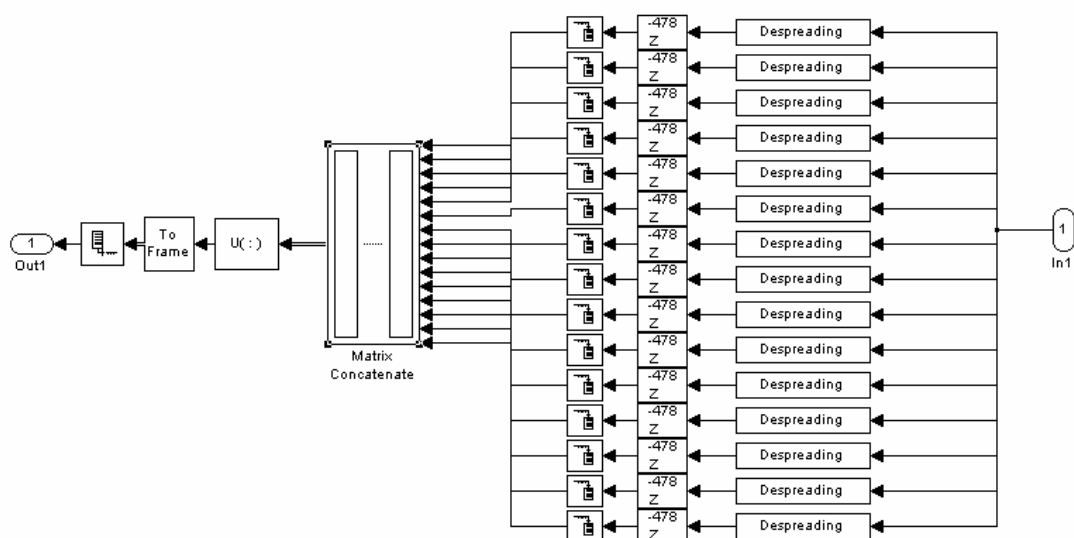 -478
Z
Despreading
-478
Z
Despreading
-478
Z
Despreading
-478
Z
Despreading
-478
Z
Despreading
-478
Z
Despreading
-478
Z
Despreading
-478
Z
Despreading
-478
Z
Despreading
-478
Z
Despreading
-478
Z
Despreading
-478
Z
Despreading
-478
Z
Despreading
-478
Z
Despreading
-478
Z
Despreading
1
Out1
To
Frame
U(:)
......
Matrix
Concatenate
1
In1